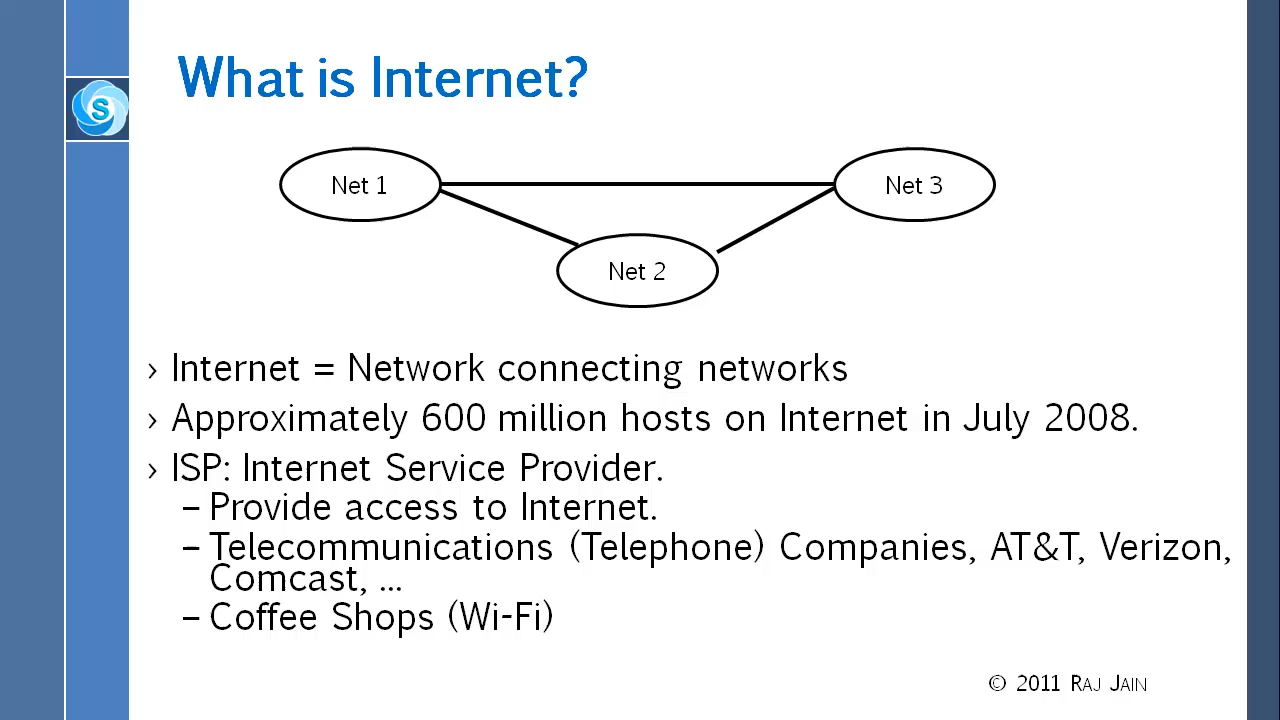 What is Internet?
Net 1
Net 3
Net 2
› Internet = Network connecting networks
› Approximately 600 million hosts on Internet in July 2008.
› ISP: Internet Service Provider.
– Provide access to Internet.
– Telecommunications (Telephone) Companies, AT&T, Verizon,
Comcast, ...
– Coffee Shops (Wi-Fi)
© 2011 RAJ JAIN
S